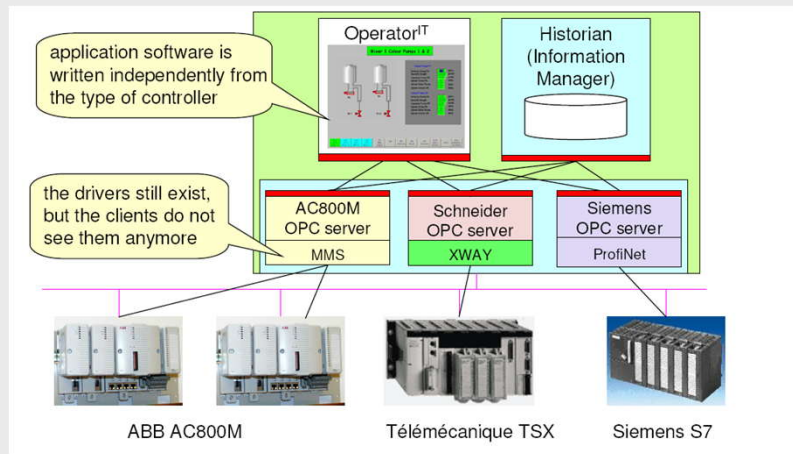 Operator^IT
Historian
(Information
Manager)
application software is
written independently from
the type of controller
the drivers still exist,
but the clients do not
see them anymore
AC800M
OPC server
MMS
Schneider
OPC server
XWAY
Siemens
OPC server
ProfiNet
ABB AC800M
Télémécanique TSX
Siemens S7